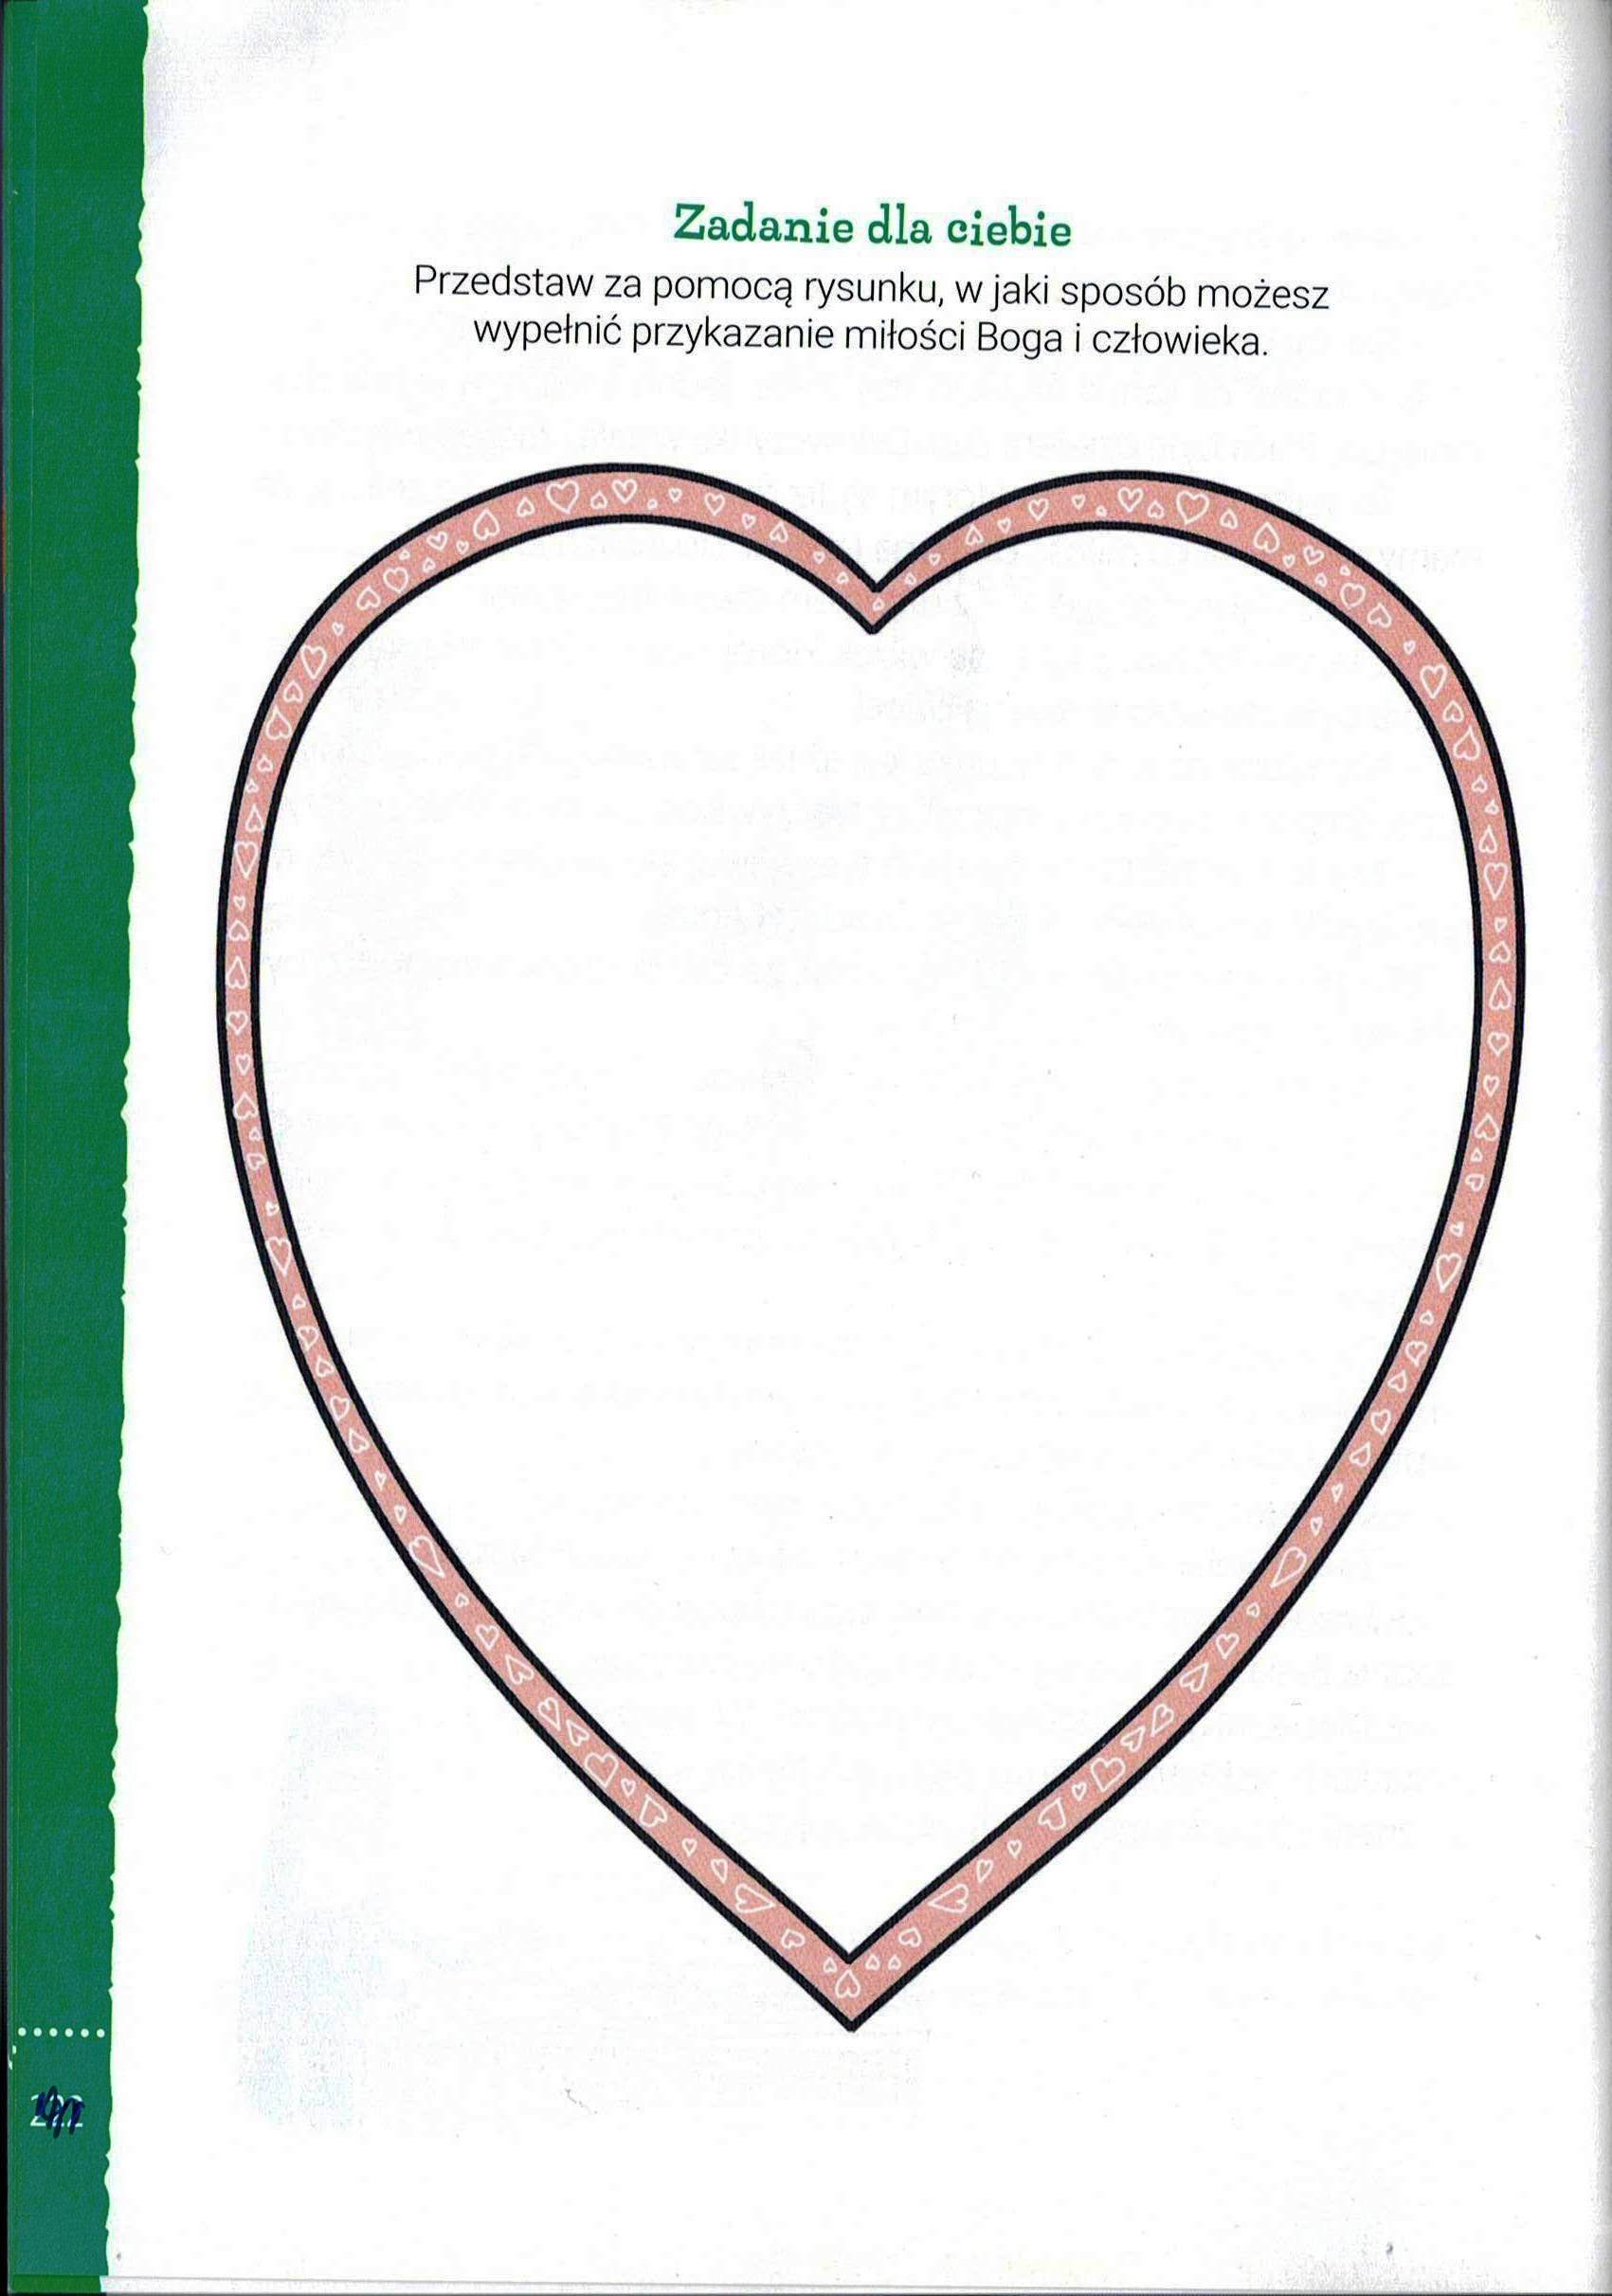 Zadanie dla ciebie
Przedstaw za pomocą rysunku, w jaki sposób możesz
wypełnić przykazanie miłości Boga i człowieka.